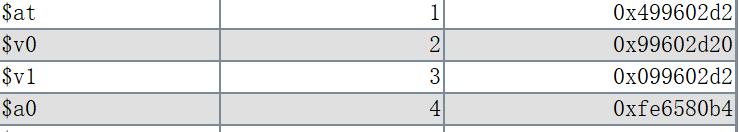 $at 1 0x499602d2
$v0 2 0x99602d20
$v1 3 0x099602d2
$a0 4 0xfe6580b4